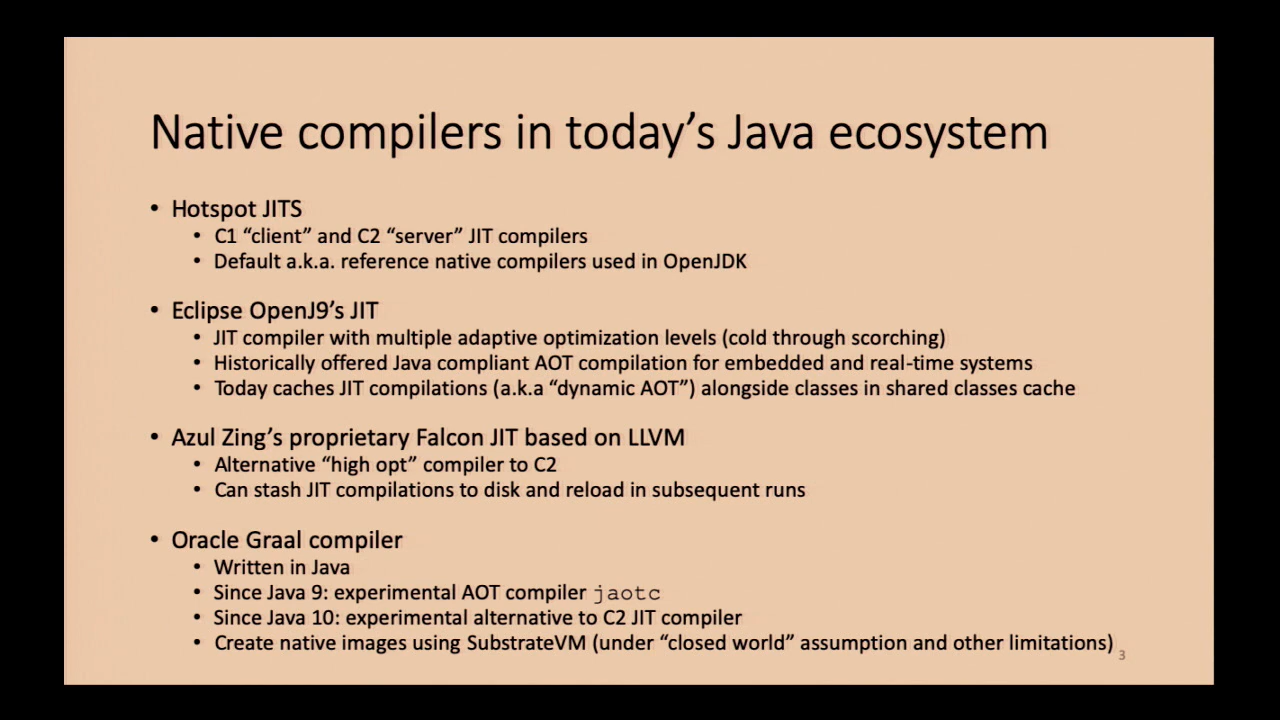 Native compilers in today's Java ecosystem
• Hotspot JITS
• C1 “client” and C2 “server” JIT compilers
• Default a.k.a. reference native compilers used in OpenJDK
• Eclipse OpenJ9’s JIT
• JIT compiler with multiple adaptive optimization levels (cold through scorching)
• Historically offered Java compliant AOT compilation for embedded and real-time systems
• Today caches JIT compilations (a.k.a “dynamic AOT”) alongside classes in shared classes cache
• Azul Zing’s proprietary Falcon JIT based on LLVM
• Alternative “high opt” compiler to C2
• Can stash JIT compilations to disk and reload in subsequent runs
• Oracle Graal compiler
• Written in Java
• Since Java 9: experimental AOT compiler jaotc
• Since Java 10: experimental alternative to C2 JIT compiler
• Create native images using SubstrateVM (under “closed world” assumption and other limitations)
3